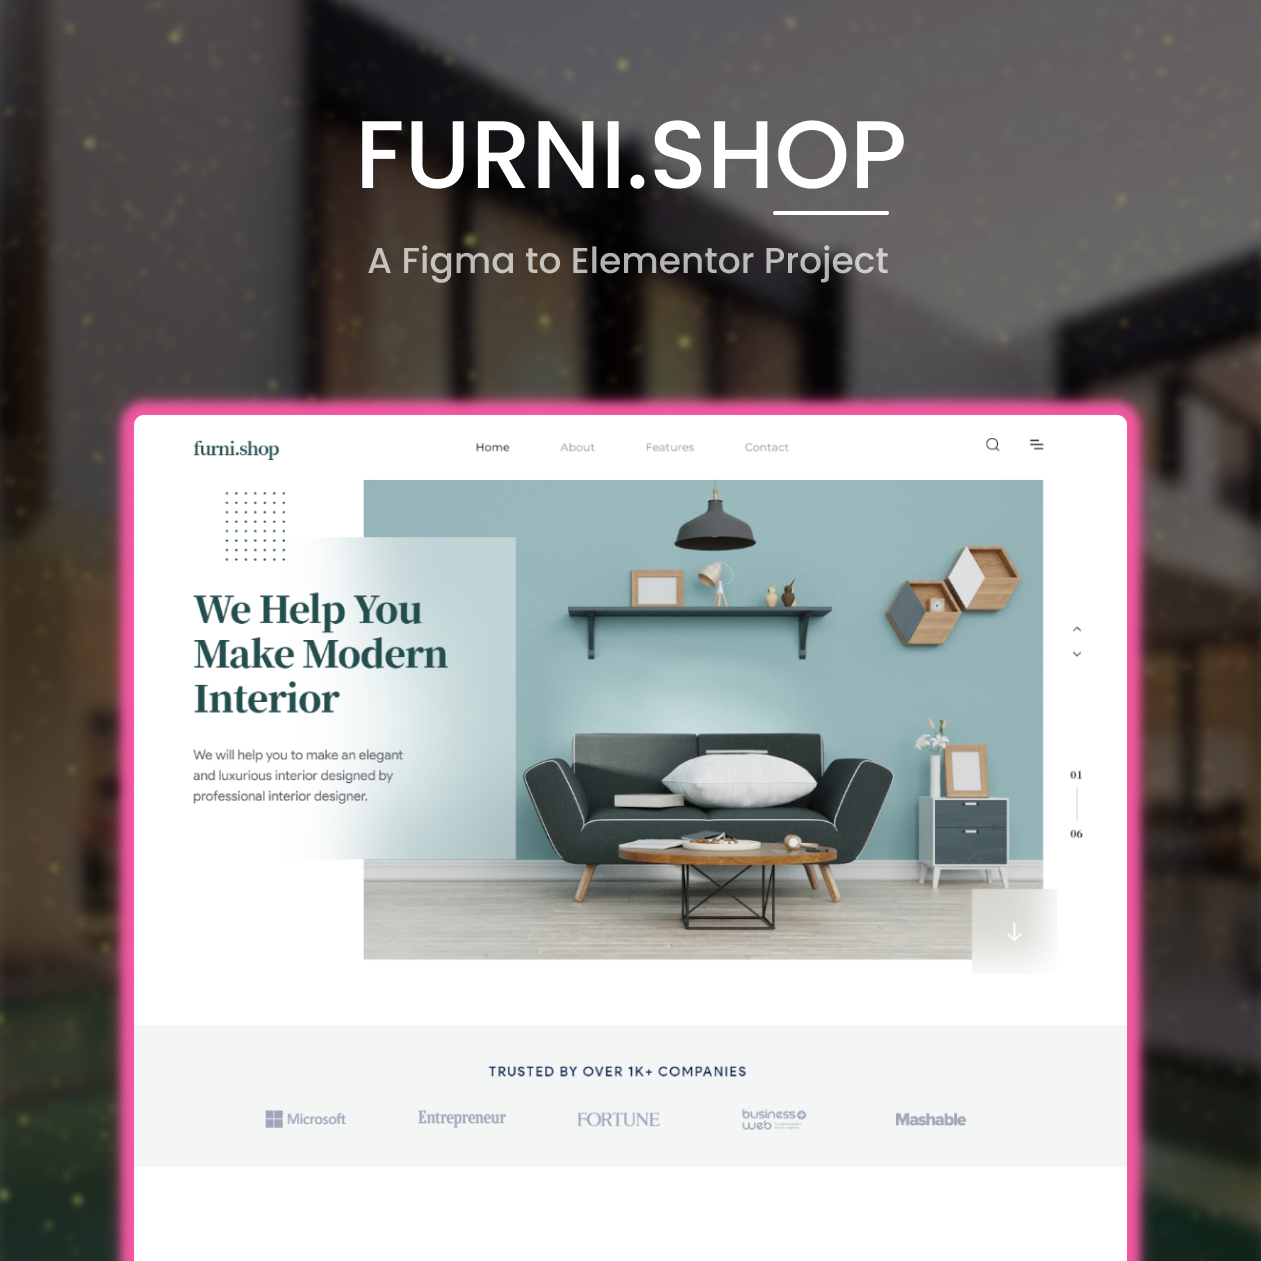 FURNI.SHOP
A Figma to Elementor Project
furni.shop
Home About Features Contact
We Help You
Make Modern
Interior
We will help you to make an elegant
and luxurious interior designed by
professional interior designer.
01
06
TRUSTED BY OVER 1K+ COMPANIES
Microsoft Entrepreneur FORTUNE business web Mashable